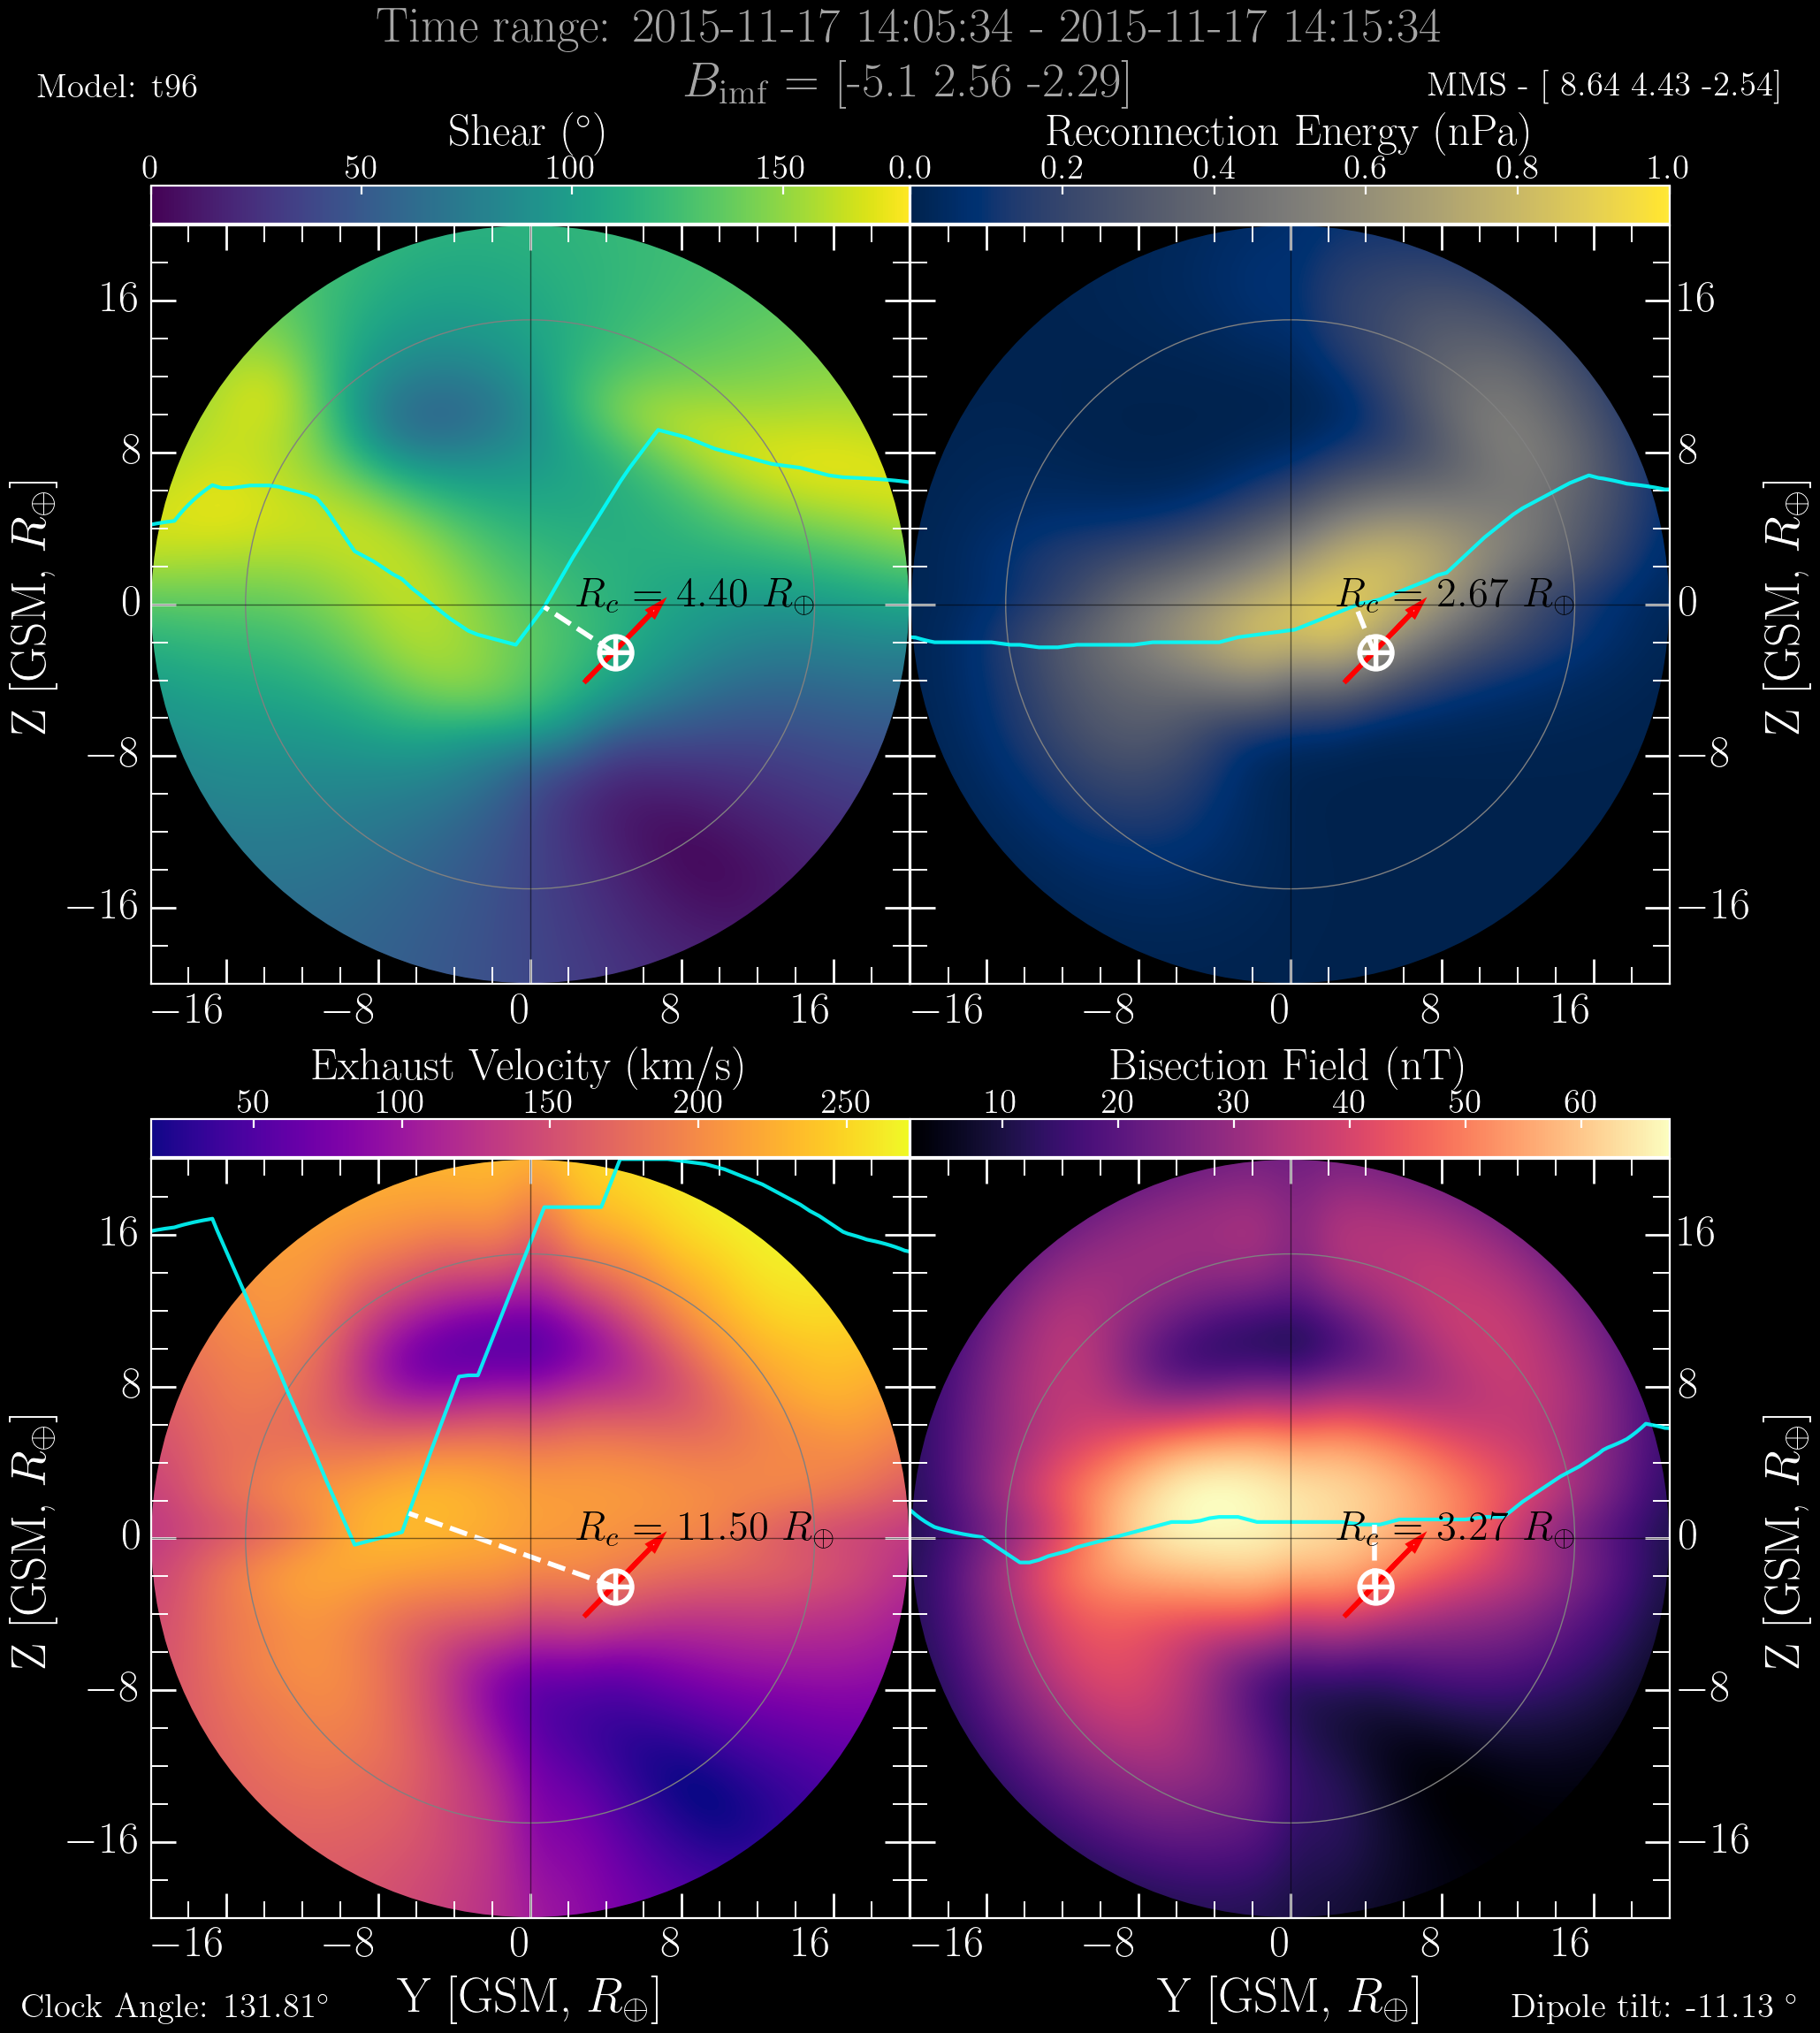 Time range: 2015-11-17 14:05:34 - 2015-11-17 14:15:34
Model: t96
B_imf = [-5.1 2.56 -2.29]
MMS - [ 8.64 4.43 -2.54]
Shear (°)
Reconnection Energy (nPa)
0 50 100 150
0.0 0.2 0.4 0.6 0.8 1.0
Z [GSM, R⊕]
16
8
0
−8
−16
R_c = 4.40 R⊕
R_c = 2.67 R⊕
16
8
0
−8
−16
Z [GSM, R⊕]
−16 −8 0 8 16
−16 −8 0 8 16
Exhaust Velocity (km/s)
Bisection Field (nT)
50 100 150 200 250
10 20 30 40 50 60
Z [GSM, R⊕]
16
8
0
−8
−16
R_c = 11.50 R⊕
R_c = 3.27 R⊕
16
8
0
−8
−16
Z [GSM, R⊕]
−16 −8 0 8 16
−16 −8 0 8 16
Y [GSM, R⊕]
Y [GSM, R⊕]
Clock Angle: 131.81°
Dipole tilt: -11.13 °